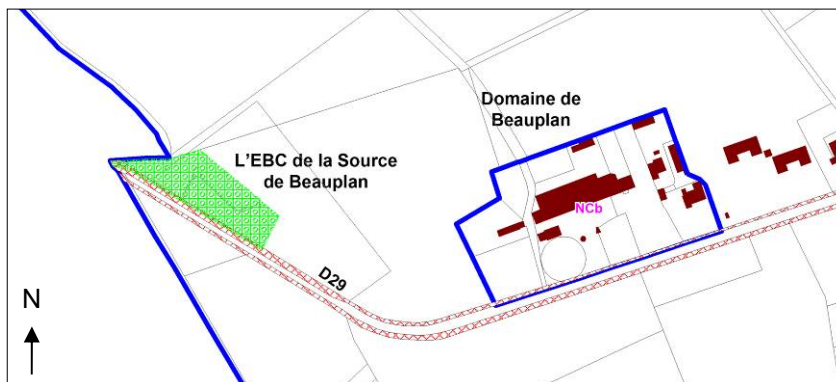 Domaine de
Beauplan
L'EBC de la Source
de Beauplan
NCb
D29
N